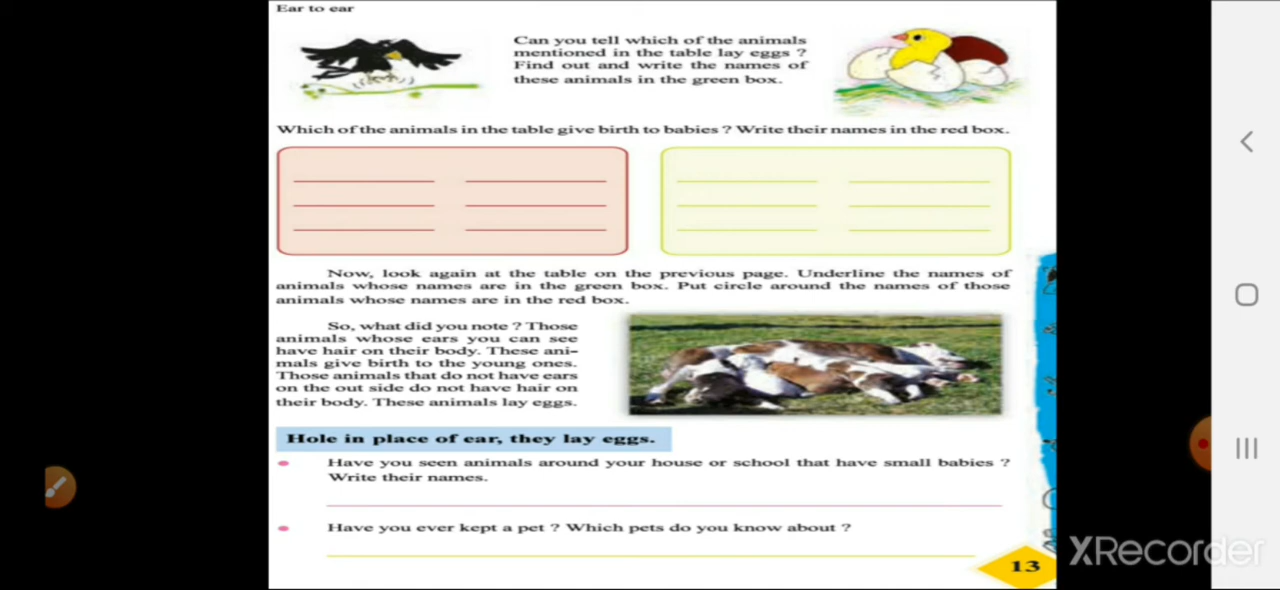 Ear to ear
Can you tell which of the animals
mentioned in the table lay eggs ?
Find out and write the names of
these animals in the green box.
Which of the animals in the table give birth to babies ? Write their names in the red box.
Now, look again at the table on the previous page. Underline the names of
animals whose names are in the green box. Put circle around the names of those
animals whose names are in the red box.
So, what did you note ? Those
animals whose ears you can see
have hair on their body. These ani-
mals give birth to the young ones.
Those animals that do not have ears
on the out side do not have hair on
their body. These animals lay eggs.
Hole in place of ear, they lay eggs.
Have you seen animals around your house or school that have small babies ?
Write their names.
Have you ever kept a pet ? Which pets do you know about ?
13
XRecorder